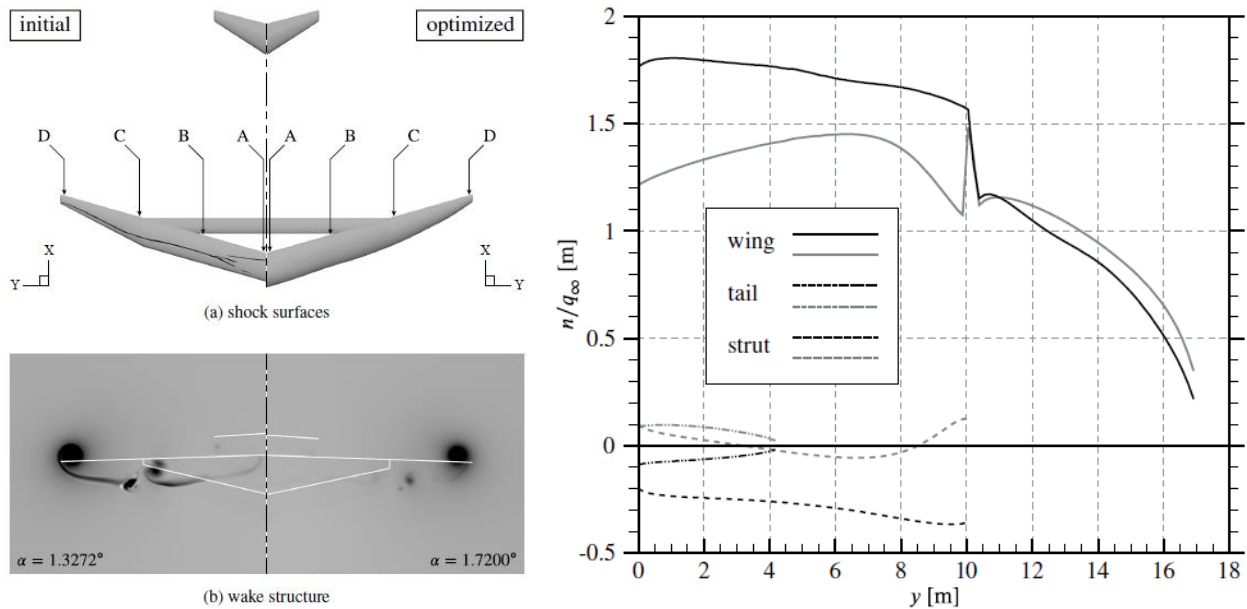 initial
optimized
D C B A A B C D
X X
Y Y
(a) shock surfaces
α = 1.3272° α = 1.7200°
(b) wake structure
2
1.5
1
0.5
0
-0.5
n/q∞ [m]
wing
tail
strut
0 2 4 6 8 10 12 14 16 18
y [m]